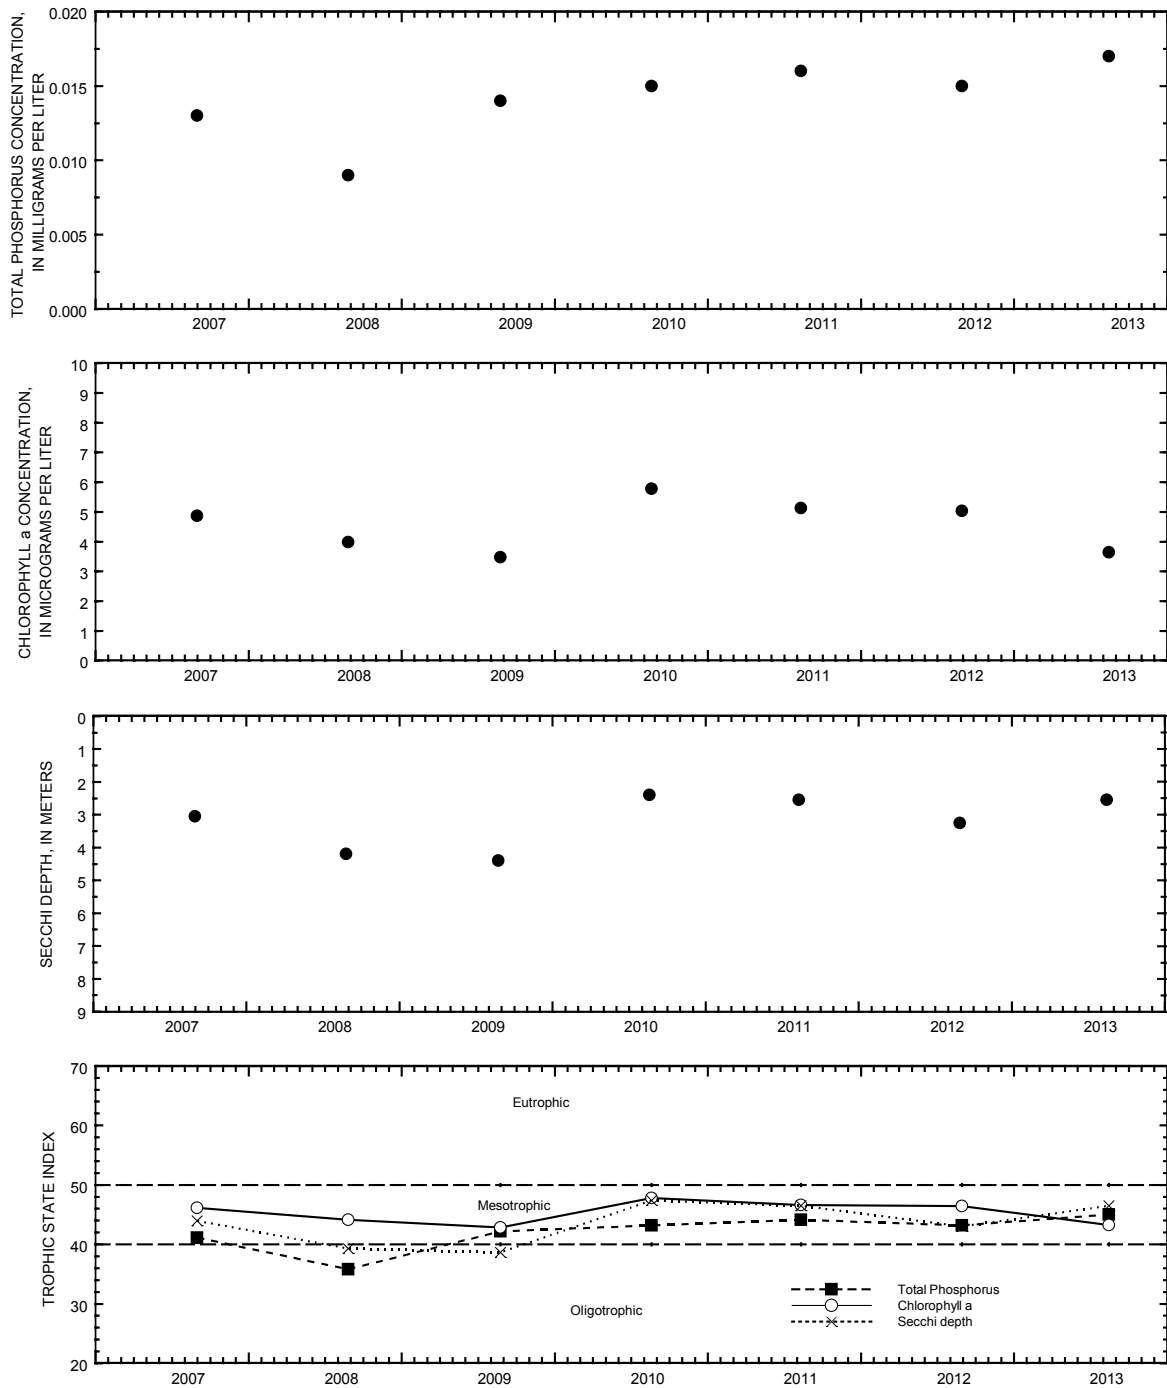 TOTAL PHOSPHORUS CONCENTRATION,
IN MILLIGRAMS PER LITER
0.020
0.015
0.010
0.005
0.000
2007 2008 2009 2010 2011 2012 2013
CHLOROPHYLL a CONCENTRATION,
IN MICROGRAMS PER LITER
10
9
8
7
6
5
4
3
2
1
0
2007 2008 2009 2010 2011 2012 2013
SECCHI DEPTH, IN METERS
0
1
2
3
4
5
6
7
8
9
2007 2008 2009 2010 2011 2012 2013
TROPHIC STATE INDEX
70
60
50
40
30
20
Eutrophic
Mesotrophic
Oligotrophic
Total Phosphorus
Chlorophyll a
Secchi depth
2007 2008 2009 2010 2011 2012 2013